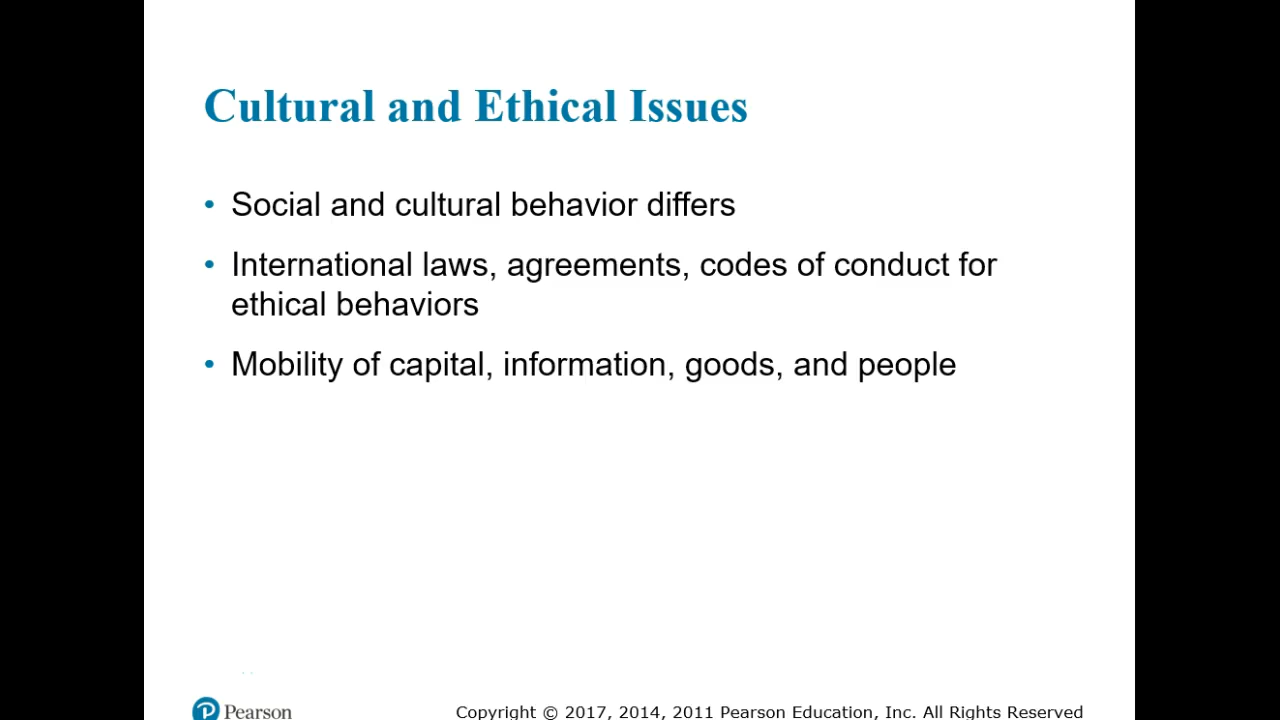 Cultural and Ethical Issues
• Social and cultural behavior differs
• International laws, agreements, codes of conduct for
ethical behaviors
• Mobility of capital, information, goods, and people
Pearson
Copyright © 2017, 2014, 2011 Pearson Education, Inc. All Rights Reserved